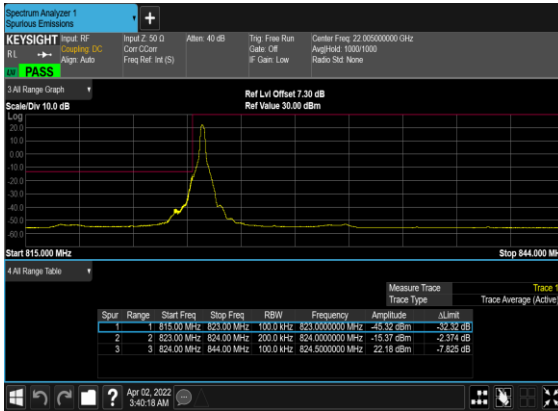 Spectrum Analyzer 1
Spurious Emissions
+
KEYSIGHT Input: RF Input Z: 50 Ω Atten: 40 dB Trig: Free Run Center Freq: 22.005000000 GHz
RL Coupling: DC Corr CCorr Gate: Off Avg|Hold: 1000/1000
Align: Auto Freq Ref: Int (S) IF Gain: Low Radio Std: None
PASS
3 All Range Graph
Ref Lvl Offset 7.30 dB
Scale/Div 10.0 dB Ref Value 30.00 dBm
Log
20.0
10.0
0.00
-10.0
-20.0
-30.0
-40.0
-50.0
-60.0
Start 815.000 MHz Stop 844.000 MH
4 All Range Table
Measure Trace Trace 1
Trace Type Trace Average (Active)
Spur Range Start Freq Stop Freq RBW Frequency Amplitude ΔLimit
1 1 815.00 MHz 823.00 MHz 100.0 kHz 823.0000000 MHz -45.32 dBm -32.32 dB
2 2 823.00 MHz 824.00 MHz 200.0 kHz 824.0000000 MHz -15.37 dBm -2.374 dB
3 3 824.00 MHz 844.00 MHz 100.0 kHz 824.5000000 MHz 22.18 dBm -7.825 dB
?
Apr 02, 2022
3:40:18 AM